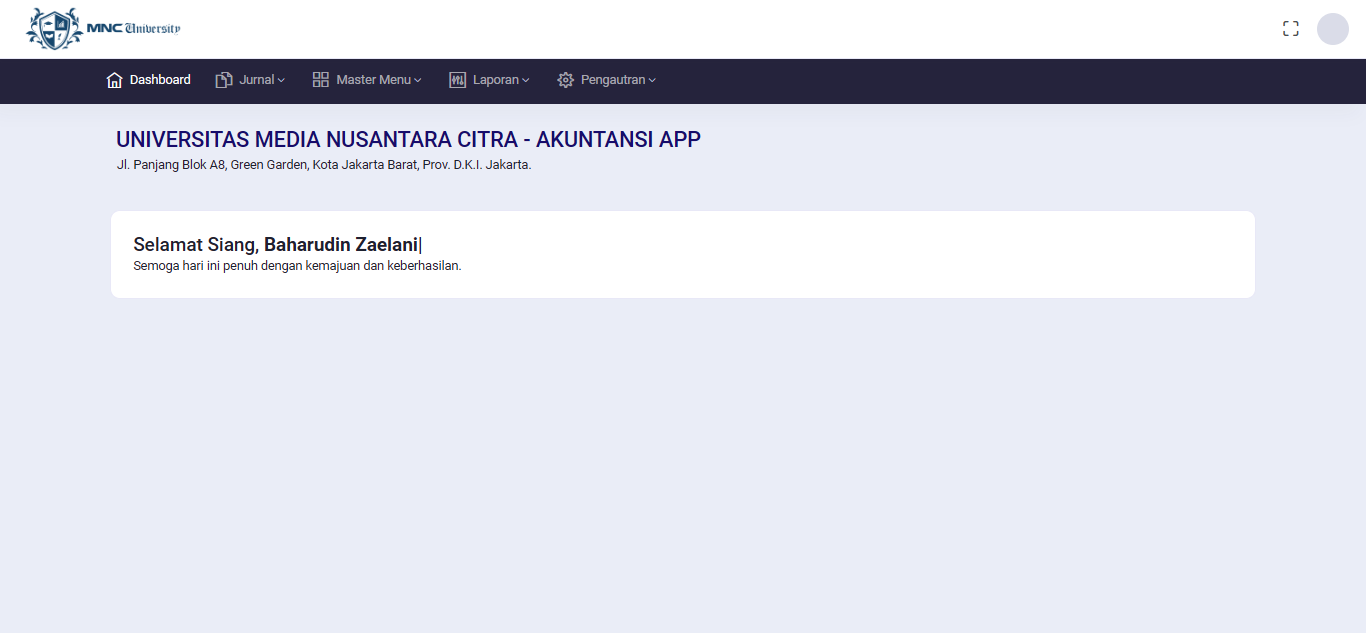 MNC University
Dashboard Jurnal Master Menu Laporan Pengautran
UNIVERSITAS MEDIA NUSANTARA CITRA - AKUNTANSI APP
Jl. Panjang Blok A8, Green Garden, Kota Jakarta Barat, Prov. D.K.I. Jakarta.
Selamat Siang, Baharudin Zaelani|
Semoga hari ini penuh dengan kemajuan dan keberhasilan.